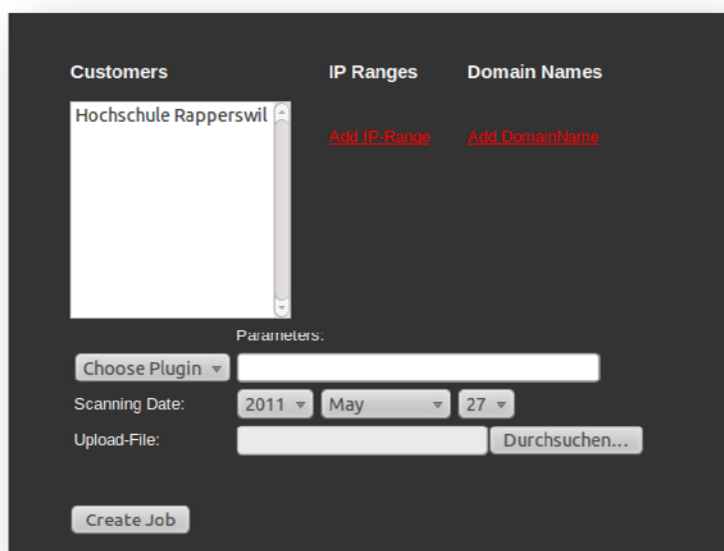 Customers IP Ranges Domain Names
Hochschule Rapperswil
Add IP-Range Add DomainName
Parameters:
Choose Plugin
Scanning Date: 2011 May 27
Upload-File: Durchsuchen...
Create Job